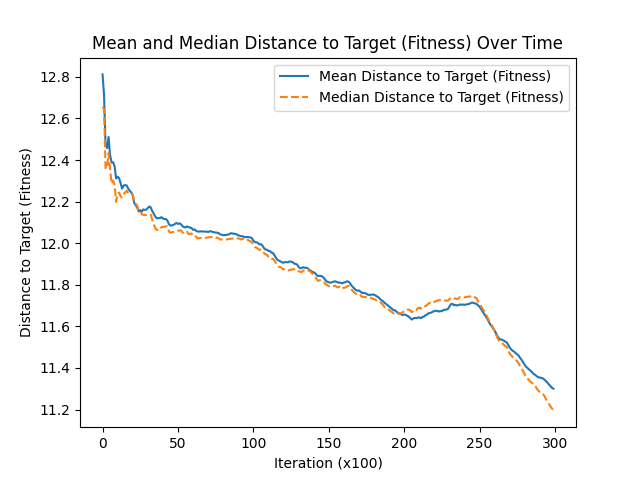 Mean and Median Distance to Target (Fitness) Over Time
Mean Distance to Target (Fitness)
Median Distance to Target (Fitness)
Distance to Target (Fitness)
12.8
12.6
12.4
12.2
12.0
11.8
11.6
11.4
11.2
0 50 100 150 200 250 300
Iteration (x100)